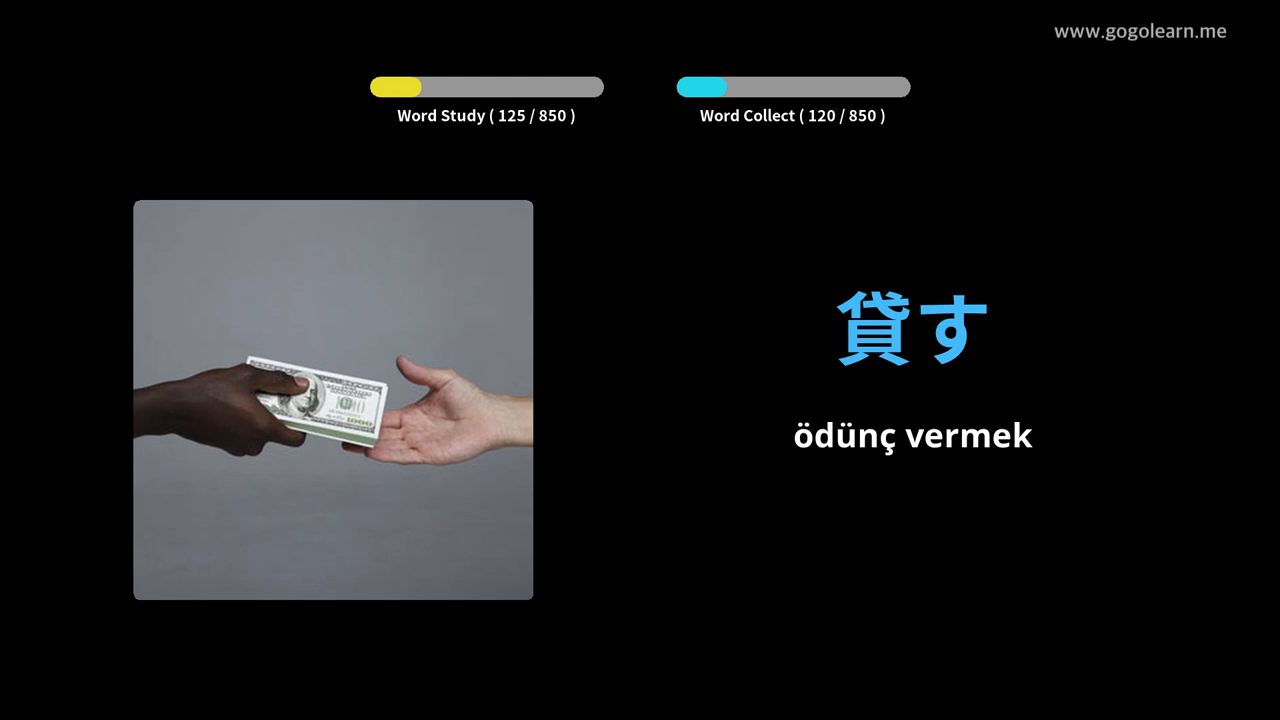 www.gogolearn.me
Word Study ( 125 / 850 )
Word Collect ( 120 / 850 )
貸す
ödünç vermek